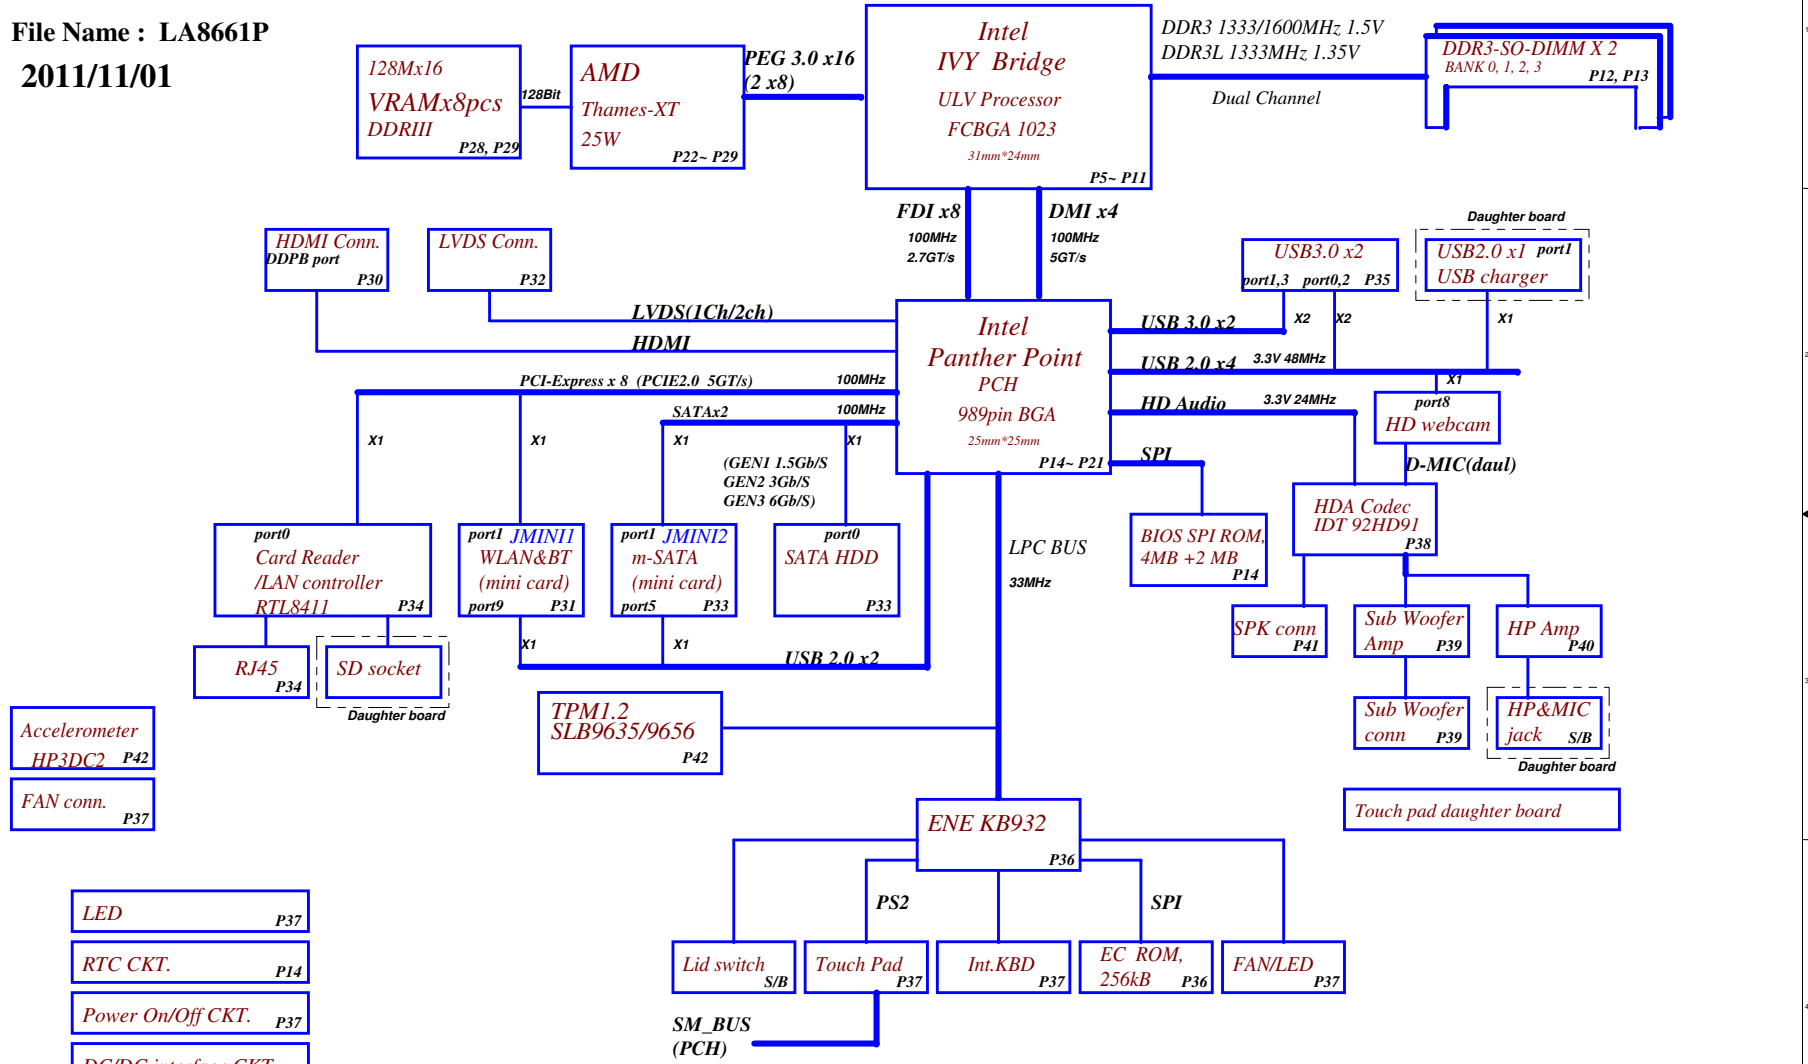 File Name : LA8661P
2011/11/01
128Mx16
VRAMx8pcs
DDRIII
P28, P29
128Bit
AMD
Thames-XT
25W
P22~ P29
PEG 3.0 x16
(2 x8)
Intel
IVY Bridge
ULV Processor
FCBGA 1023
31mm*24mm
P5~ P11
DDR3 1333/1600MHz 1.5V
DDR3L 1333MHz 1.35V
Dual Channel
DDR3-SO-DIMM X 2
BANK 0, 1, 2, 3
P12, P13
FDI x8
100MHz
2.7GT/s
DMI x4
100MHz
5GT/s
HDMI Conn.
DDPB port
P30
LVDS Conn.
P32
LVDS(1Ch/2ch)
HDMI
PCI-Express x 8 (PCIE2.0 5GT/s)
100MHz
SATAx2
100MHz
Intel
Panther Point
PCH
989pin BGA
25mm*25mm
P14~ P21
USB3.0 x2
port1,3
port0,2
P35
Daughter board
USB2.0 x1
port1
USB charger
USB 3.0 x2
X2
X2
X1
USB 2.0 x4
3.3V 48MHz
X1
HD Audio
3.3V 24MHz
port8
HD webcam
D-MIC(daul)
SPI
HDA Codec
IDT 92HD91
P38
BIOS SPI ROM,
4MB +2 MB
P14
X1
X1
X1
X1
(GEN1 1.5Gb/S
GEN2 3Gb/S
GEN3 6Gb/S)
port0
Card Reader
/LAN controller
RTL8411
P34
port1
JMINI1
WLAN&BT
(mini card)
port9
P31
port1
JMINI2
m-SATA
(mini card)
port5
P33
port0
SATA HDD
P33
LPC BUS
33MHz
X1
X1
USB 2.0 x2
RJ45
P34
SD socket
Daughter board
SPK conn
P41
Sub Woofer
Amp
P39
HP Amp
P40
Sub Woofer
conn
P39
HP&MIC
jack
S/B
Daughter board
TPM1.2
SLB9635/9656
P42
Accelerometer
HP3DC2
P42
FAN conn.
P37
Touch pad daughter board
ENE KB932
P36
PS2
SPI
LED
P37
RTC CKT.
P14
Power On/Off CKT.
P37
DC/DC interface CKT.
Lid switch
S/B
Touch Pad
P37
Int.KBD
P37
EC ROM,
256kB
P36
FAN/LED
P37
SM_BUS
(PCH)